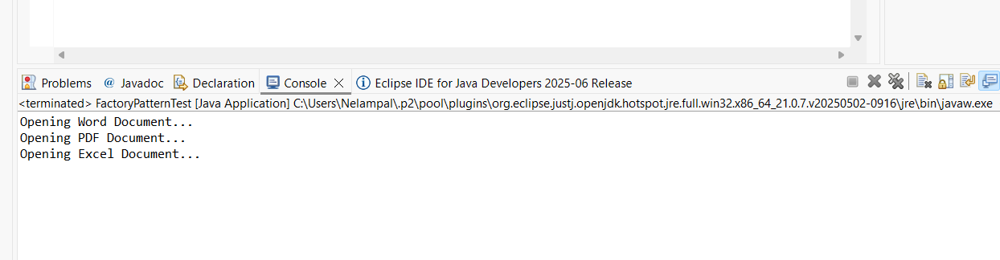 Problems @ Javadoc Declaration Console Eclipse IDE for Java Developers 2025-06 Release
<terminated> FactoryPatternTest [Java Application] C:\Users\Nelampal\.p2\pool\plugins\org.eclipse.justj.openjdk.hotspot.jre.full.win32.x86_64_21.0.7.v20250502-0916\jre\bin\javaw.exe
Opening Word Document...
Opening PDF Document...
Opening Excel Document...